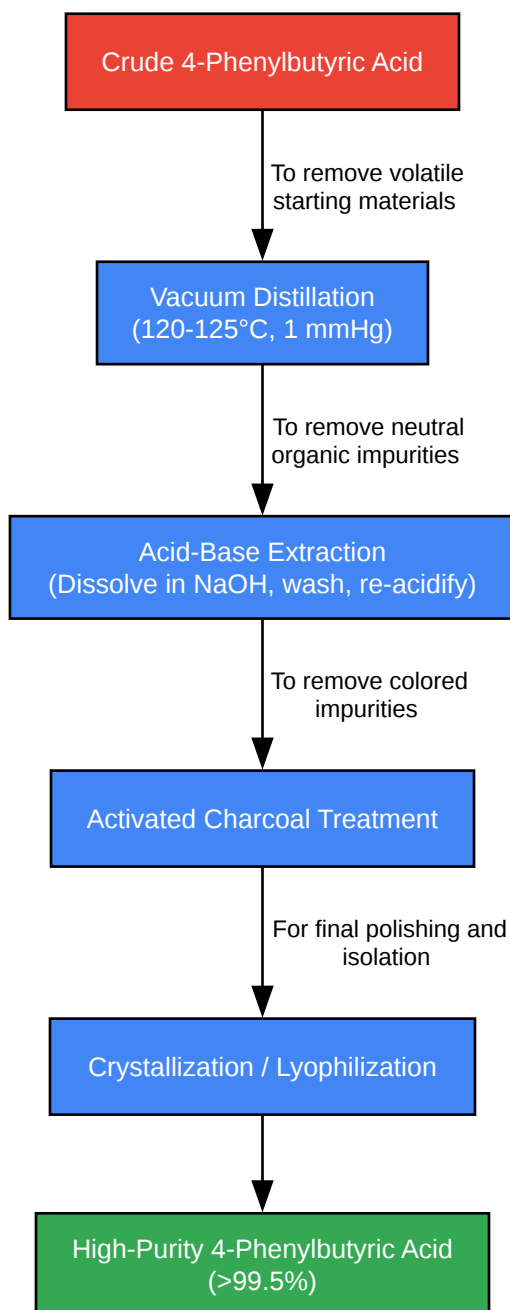 Crude 4-Phenylbutyric Acid
To remove volatile
starting materials
Vacuum Distillation
(120-125°C, 1 mmHg)
To remove neutral
organic impurities
Acid-Base Extraction
(Dissolve in NaOH, wash, re-acidify)
To remove colored
impurities
Activated Charcoal Treatment
For final polishing and
isolation
Crystallization / Lyophilization
High-Purity 4-Phenylbutyric Acid
(>99.5%)